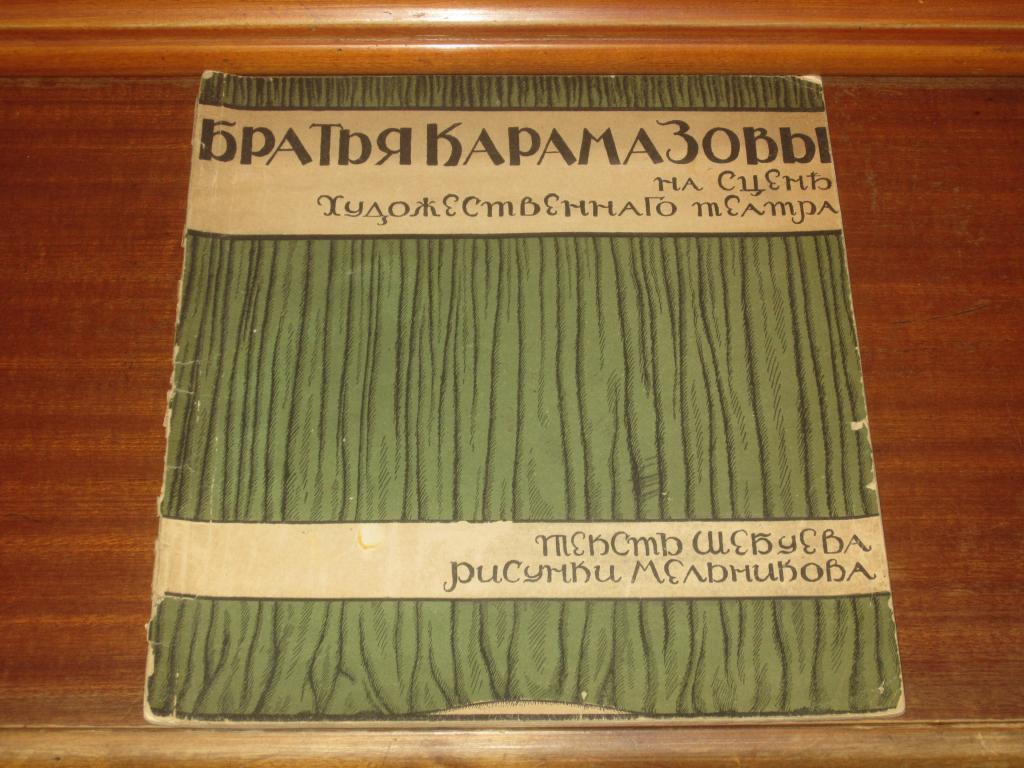 БРАТЬЯ КАРАМАЗОВЫ
НА СЦЕНѢ
ХУДОЖЕСТВЕННАГО ТЕАТРА
ТЕКСТЪ ШЕБУЕВА
РИСУНКИ МЕЛЬНИКОВА